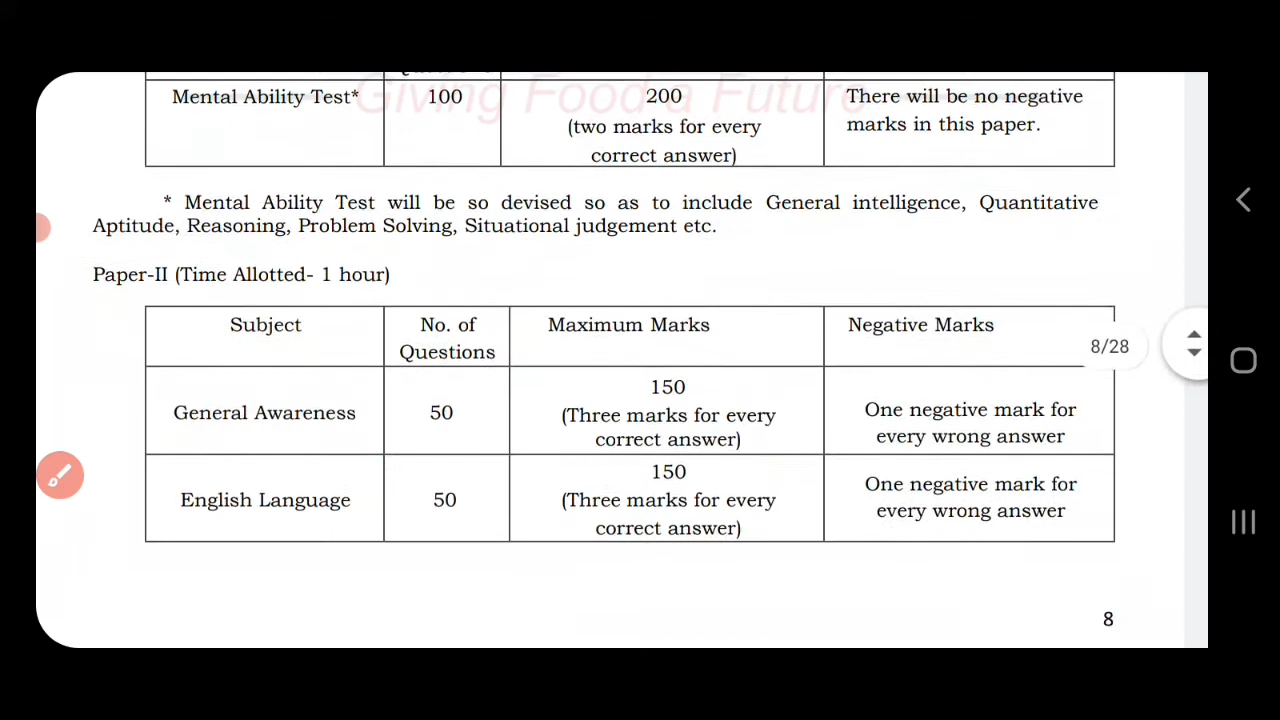 Giving Food a Future
Mental Ability Test* 100 200 There will be no negative
(two marks for every marks in this paper.
correct answer)
* Mental Ability Test will be so devised so as to include General intelligence, Quantitative
Aptitude, Reasoning, Problem Solving, Situational judgement etc.
Paper-II (Time Allotted- 1 hour)
Subject No. of Maximum Marks Negative Marks
Questions
8/28
150
(Three marks for every One negative mark for
General Awareness 50
correct answer) every wrong answer
150
(Three marks for every One negative mark for
English Language 50
correct answer) every wrong answer
8